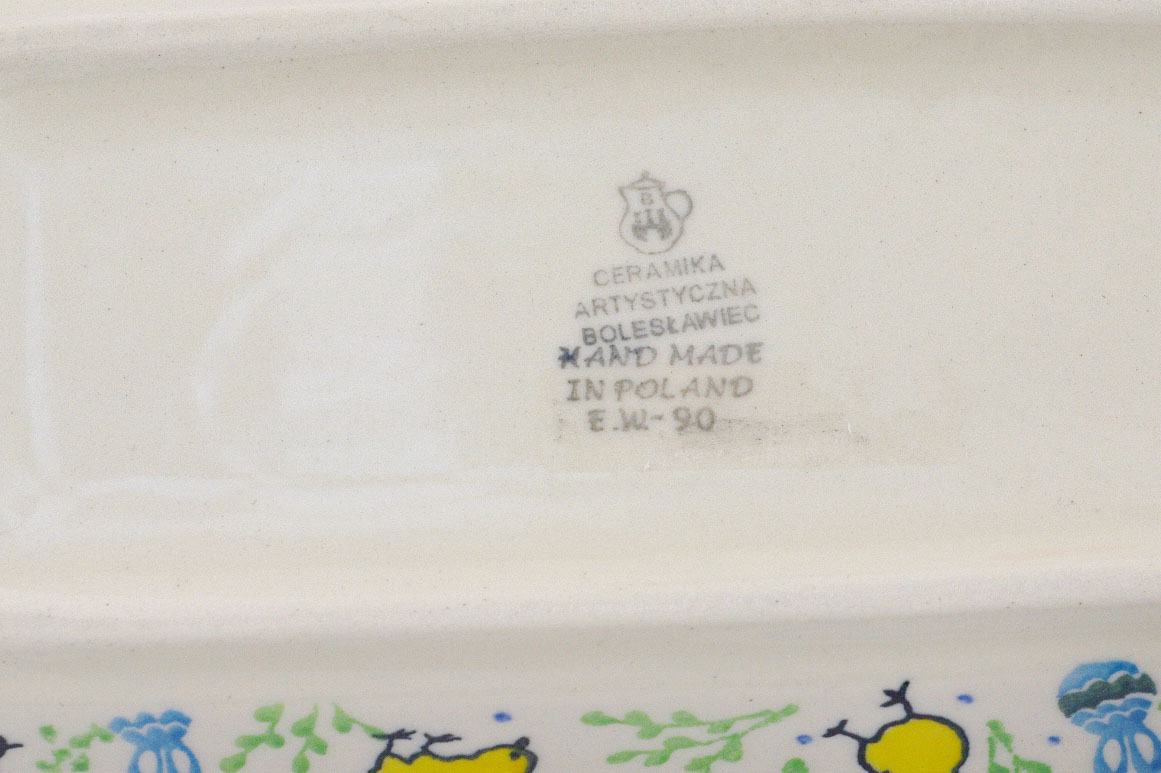 B
CERAMIKA
ARTYSTYCZNA
BOLESŁAWIEC
HAND MADE
IN POLAND
E.W-90